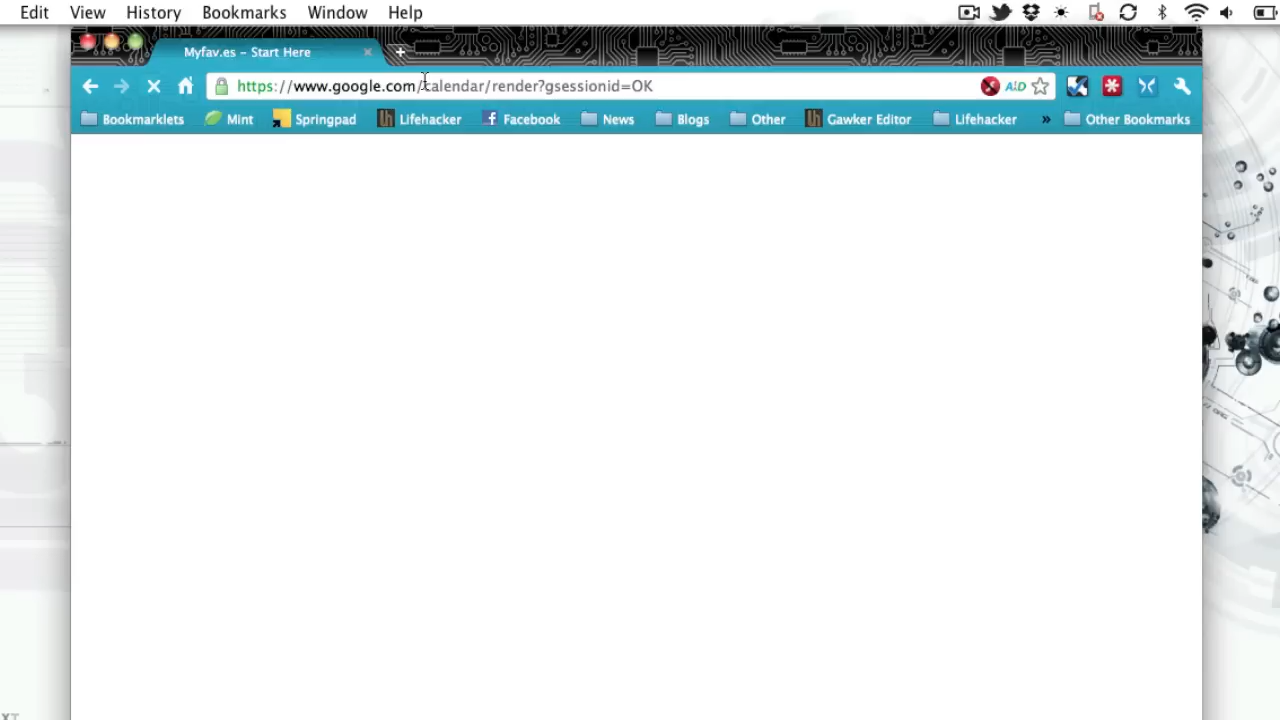 Edit View History Bookmarks Window Help
Myfav.es – Start Here
https://www.google.com/calendar/render?gsessionid=OK
Bookmarklets Mint Springpad Lifehacker Facebook News Blogs Other Gawker Editor Lifehacker » Other Bookmarks
XT